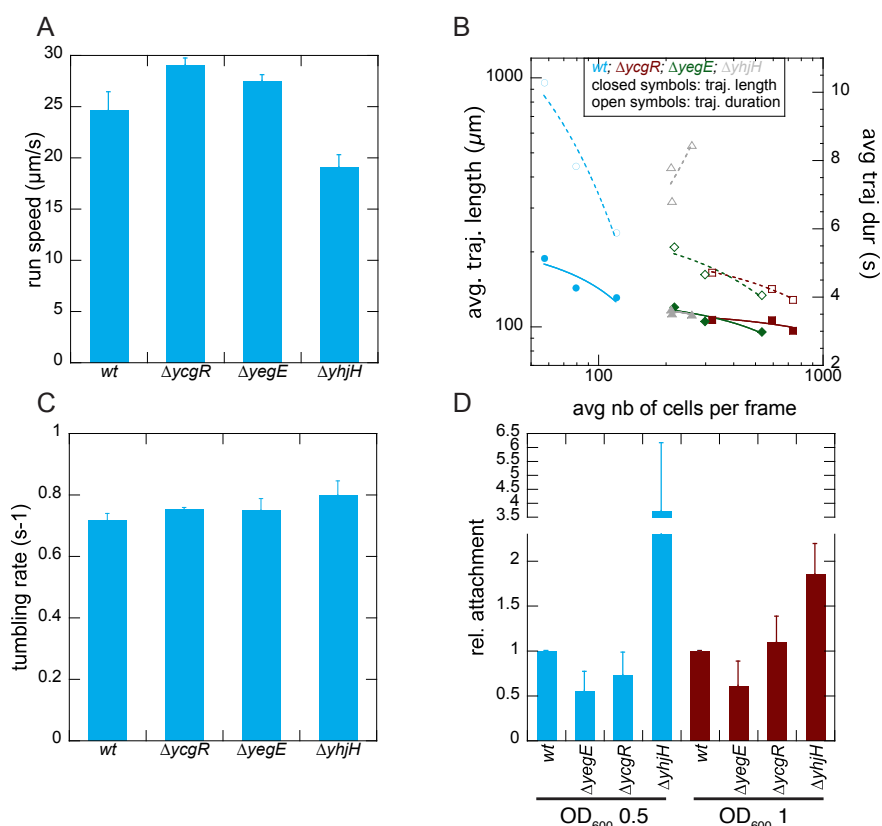 A
30
25
20
15
10
5
0
run speed (µm/s)
wt
ΔycgR
ΔyegE
ΔyhjH
B
wt; ΔycgR; ΔyegE; ΔyhjH
closed symbols: traj. length
open symbols: traj. duration
1000
100
avg. traj. length (µm)
10
8
6
4
2
avg traj dur (s)
100
1000
avg nb of cells per frame
C
1
0.8
0.6
0.4
0.2
0
tumbling rate (s-1)
wt
ΔycgR
ΔyegE
ΔyhjH
D
6.5
6
5.5
5
4.5
4
3.5
2
1.5
1
0.5
0
rel. attachment
wt
ΔyegE
ΔycgR
ΔyhjH
wt
ΔyegE
ΔycgR
ΔyhjH
OD600 0.5
OD600 1